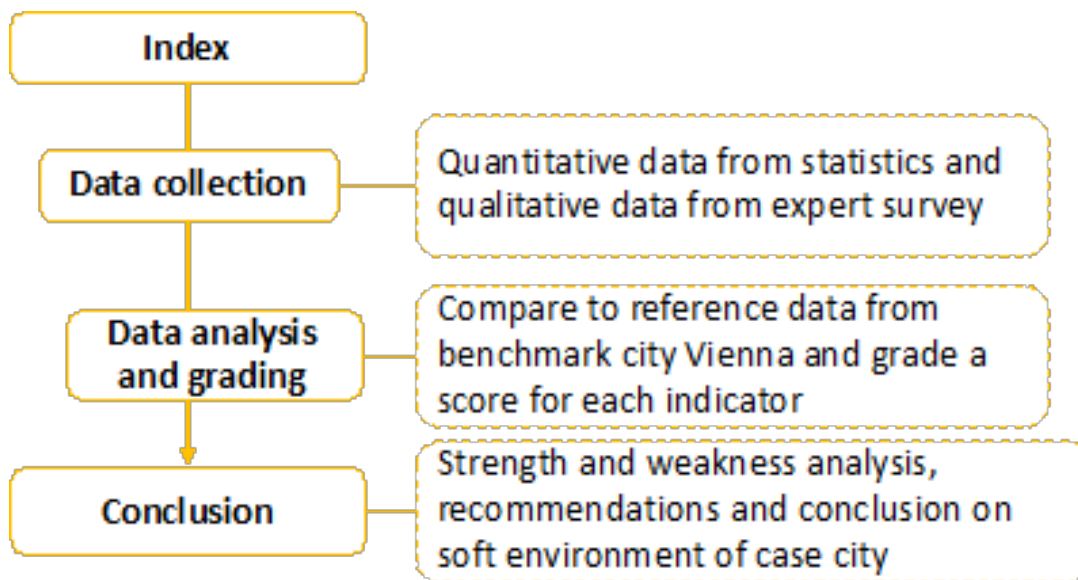 Index
Data collection
Quantitative data from statistics and
qualitative data from expert survey
Data analysis
and grading
Compare to reference data from
benchmark city Vienna and grade a
score for each indicator
Conclusion
Strength and weakness analysis,
recommendations and conclusion on
soft environment of case city